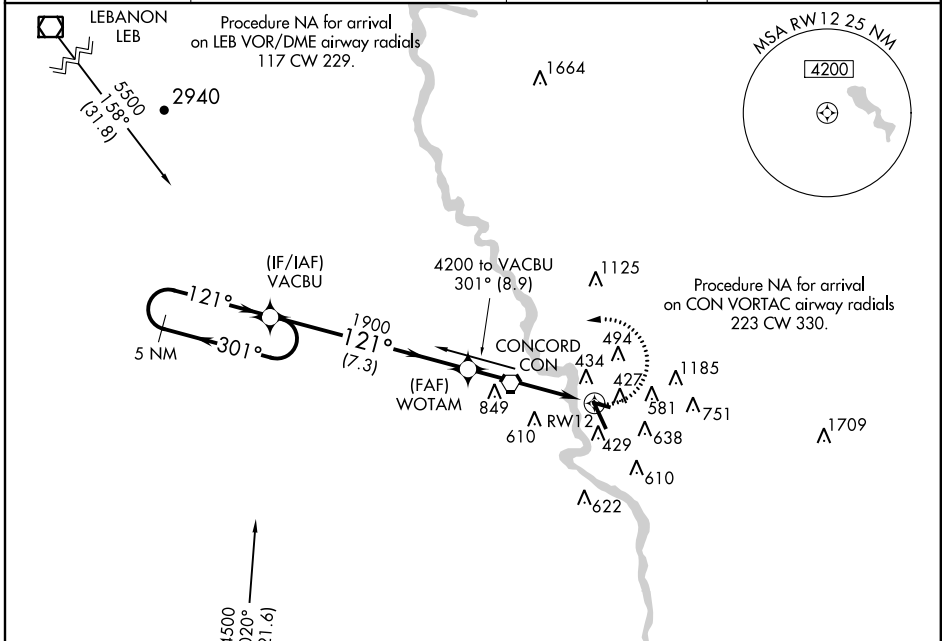 LEBANON
LEB
Procedure NA for arrival
on LEB VOR/DME airway radials
117 CW 229.
5500
158°
(31.8)
2940
1664
MSA RW12 25 NM
4200
(IF/IAF)
VACBU
121°
301°
5 NM
1900
121°
(7.3)
4200 to VACBU
301° (8.9)
(FAF)
WOTAM
CONCORD
CON
1125
Procedure NA for arrival
on CON VORTAC airway radials
223 CW 330.
494
434
427
1185
581
751
849
610
RW12
429
638
1709
610
622
4500
020°
21.6)